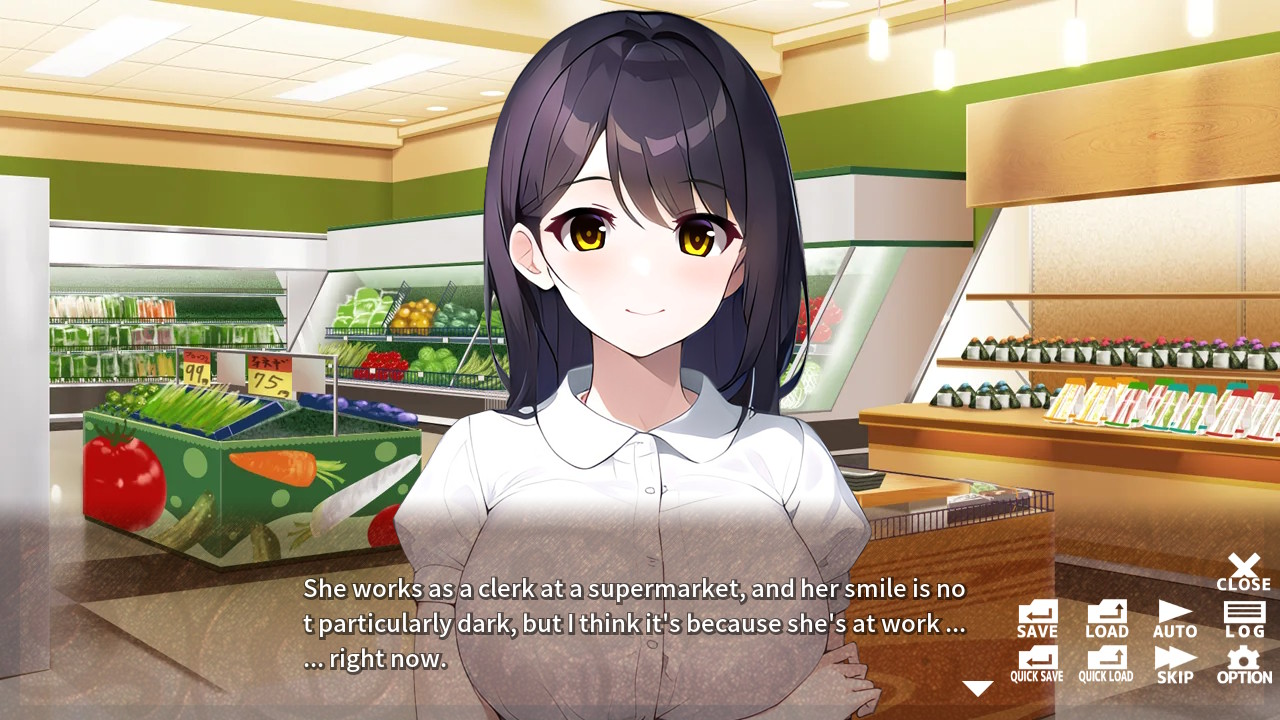 99
75
She works as a clerk at a supermarket, and her smile is no
t particularly dark, but I think it's because she's at work ...
... right now.
CLOSE
SAVE
LOAD
AUTO
LOG
QUICK SAVE
QUICK LOAD
SKIP
OPTION